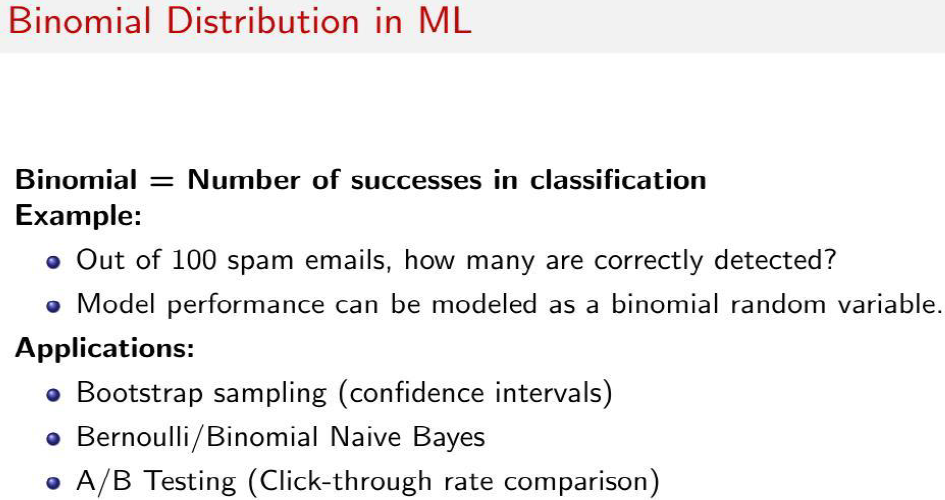 Binomial Distribution in ML
Binomial = Number of successes in classification
Example:
Out of 100 spam emails, how many are correctly detected?
Model performance can be modeled as a binomial random variable.
Applications:
Bootstrap sampling (confidence intervals)
Bernoulli/Binomial Naive Bayes
A/B Testing (Click-through rate comparison)